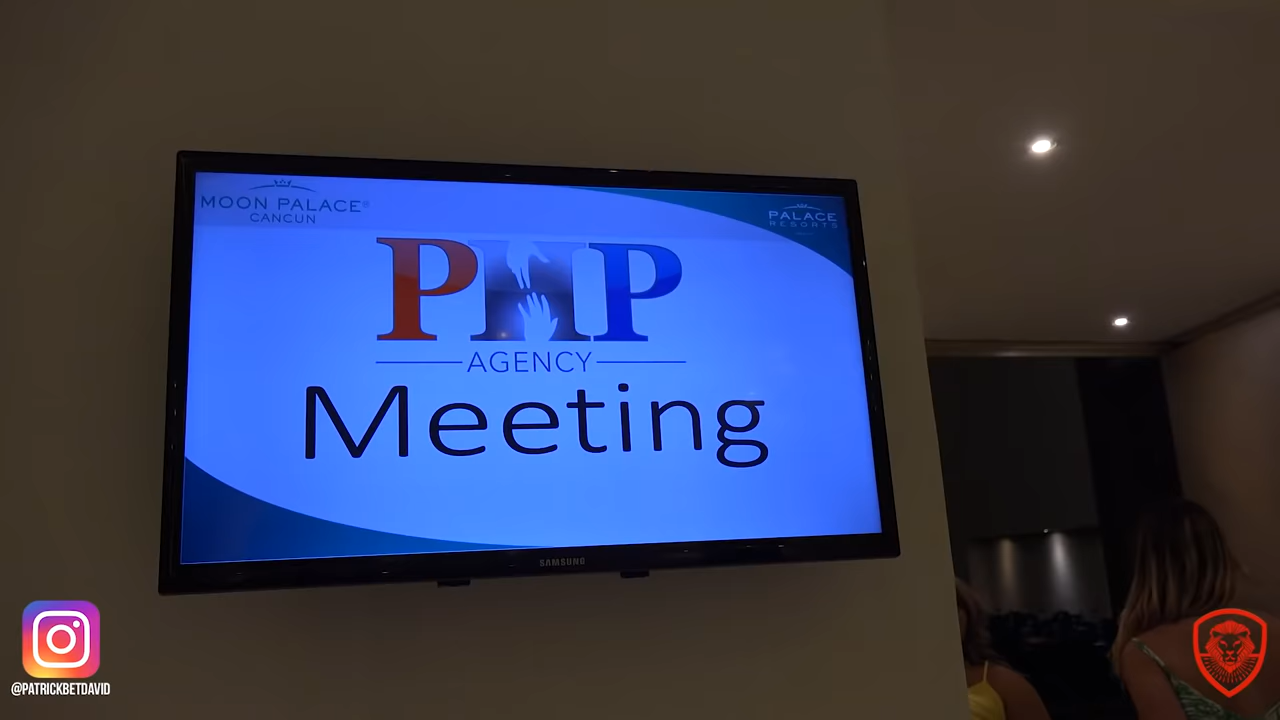 MOON PALACE®
CANCUN
PALACE
RESORTS
PHP
AGENCY
Meeting
SAMSUNG
@PATRICKBETDAVID